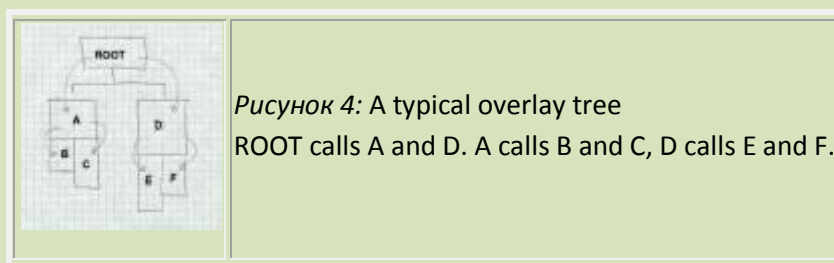 ROOT
A
D
B
C
E
F
Рисунок 4: A typical overlay tree
ROOT calls A and D. A calls B and C, D calls E and F.